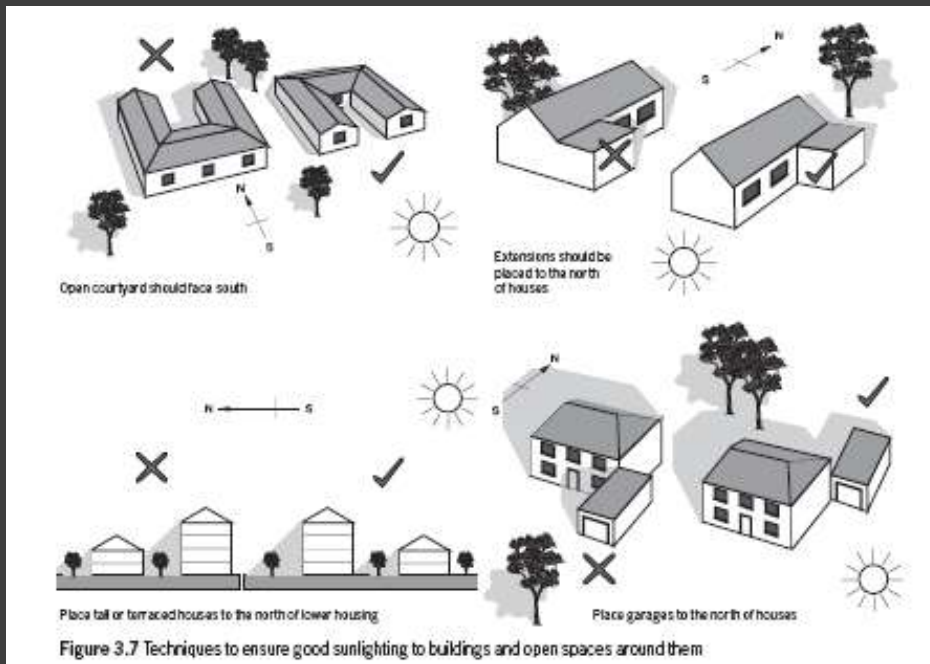 N
S
Open courtyard should face south
N
S
Extensions should be
placed to the north
of houses
N
S
Place tall or terraced houses to the north of lower housing
N
S
Place garages to the north of houses
Figure 3.7 Techniques to ensure good sunlighting to buildings and open spaces around them